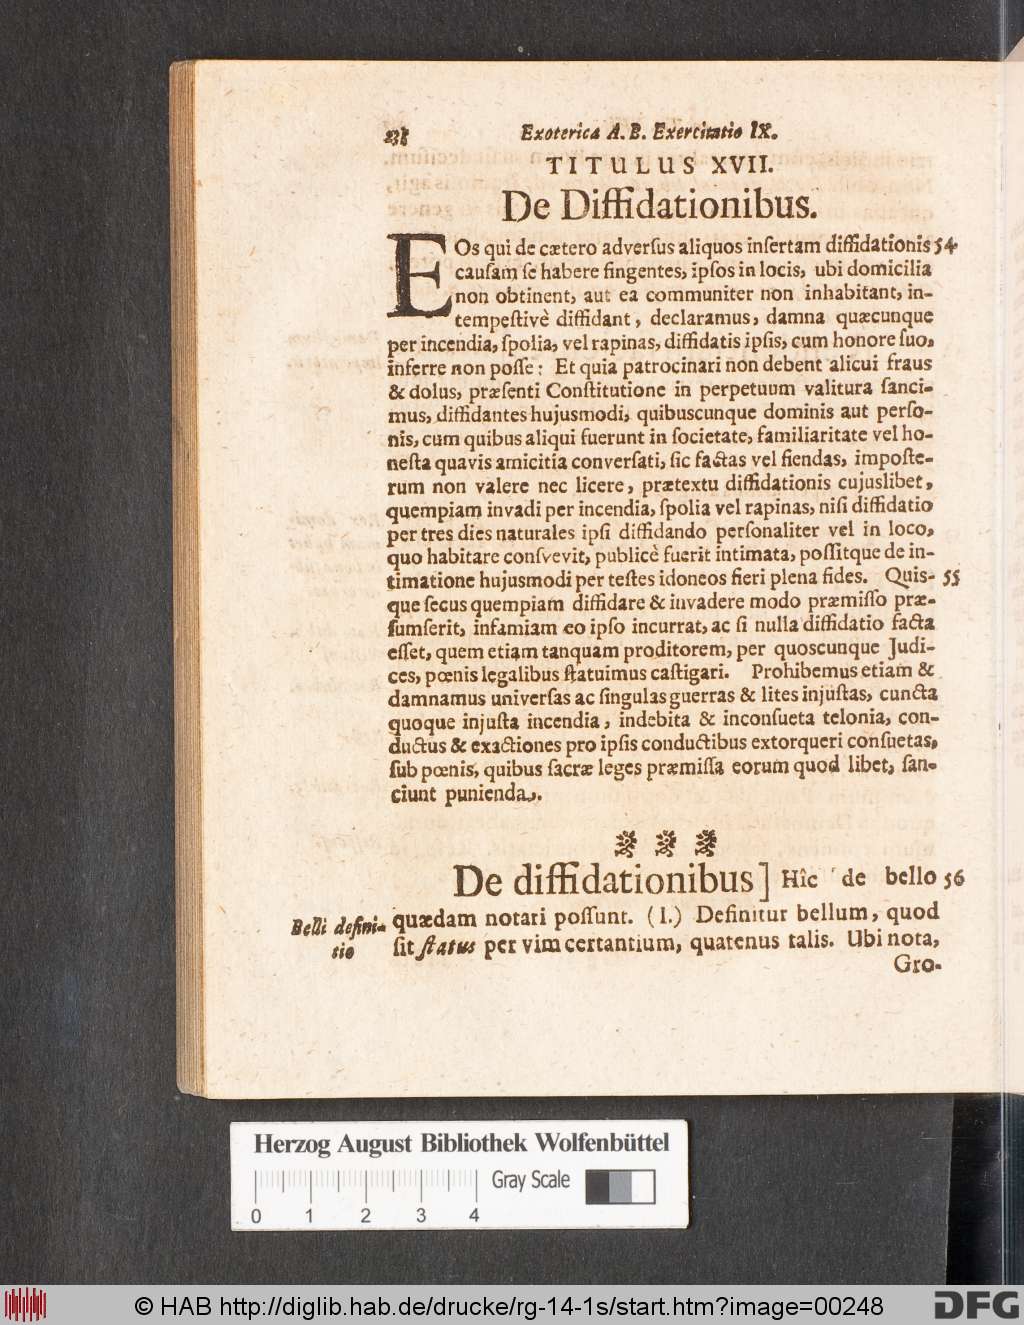 Exoterica A. B. Exercitatio IX.
TITULUS XVII.
De Diffidationibus.
EOs qui de cætero adverſus aliquos inſertam diffidationis 54
cauſam ſe habere fingentes, ipſos in locis, ubi domicilia
non obtinent, aut ea communiter non inhabitant, in-
tempeſtivè diffidant, declaramus, damna quæcunque
per incendia, ſpolia, vel rapinas, diffidatis ipſis, cum honore ſuo,
inferre non poſſe: Et quia patrocinari non debent alicui fraus
& dolus, præſenti Conſtitutione in perpetuum valitura ſanci-
mus, diffidantes hujusmodi, quibuscunque dominis aut perſo-
nis, cum quibus aliqui fuerunt in ſocietate, familiaritate vel ho-
neſta quavis amicitia converſati, ſic factas vel fiendas, impoſte-
rum non valere nec licere, prætextu diffidationis cujuslibet,
quempiam invadi per incendia, ſpolia vel rapinas, niſi diffidatio
per tres dies naturales ipſi diffidando perſonaliter vel in loco,
quo habitare conſvevit, publicè fuerit intimata, poſſitque de in-
timatione hujusmodi per teſtes idoneos fieri plena fides. Quis- 55
que ſecus quempiam diffidare & invadere modo præmiſſo præ-
ſumſerit, infamiam eo ipſo incurrat, ac ſi nulla diffidatio facta
eſſet, quem etiam tanquam proditorem, per quoscunque Judi-
ces, pœnis legalibus ſtatuimus caſtigari. Prohibemus etiam &
damnamus univerſas ac ſingulas guerras & lites injuſtas, cuncta
quoque injuſta incendia, indebita & inconſueta telonia, con-
ductus & exactiones pro ipſis conductibus extorqueri conſuetas,
ſub pœnis, quibus ſacræ leges præmiſſa eorum quod libet, ſan-
ciunt punienda,.
De diffidationibus] Hîc de bello 56
Belli defini-
tio
quædam notari poſſunt. (1.) Definitur bellum, quod
ſit ſtatus per vim certantium, quatenus talis. Ubi nota,
Gro-
Herzog August Bibliothek Wolfenbüttel
Gray Scale
0 1 2 3 4
© HAB http://diglib.hab.de/drucke/rg-14-1s/start.htm?image=00248
DFG